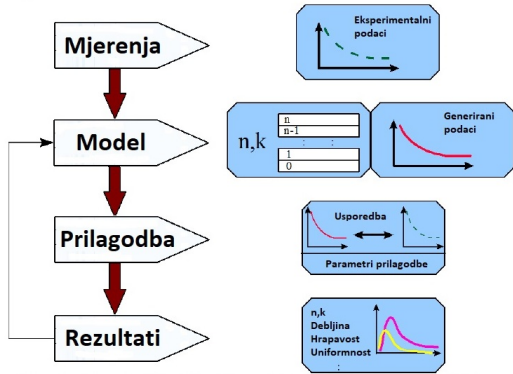 Mjerenja
Eksperimentalni
podaci
Model
n,k
n
n-1
1
0
Generirani
podaci
Prilagodba
Usporedba
Parametri prilagodbe
Rezultati
n,k
Debljina
Hrapavost
Uniformnost